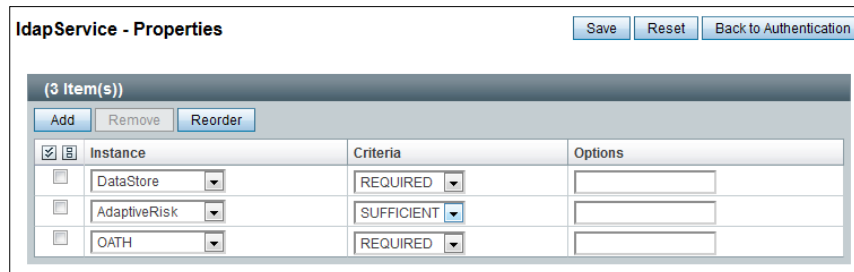 ldapService - Properties
Save Reset Back to Authentication
(3 Item(s))
Add Remove Reorder
Instance Criteria Options
DataStore REQUIRED
AdaptiveRisk SUFFICIENT
OATH REQUIRED